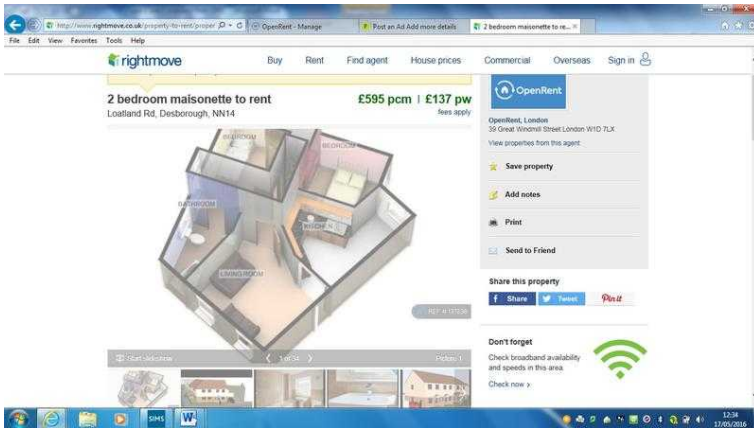 http://www.rightmove.co.uk/property-to-rent/proper
OpenRent - Manage
Post an Ad Add more details
2 bedroom maisonette to re...
File Edit View Favorites Tools Help
rightmove
Buy Rent Find agent House prices Commercial Overseas Sign in
2 bedroom maisonette to rent
£595 pcm | £137 pw
Loatland Rd, Desborough, NN14
fees apply
BEDROOM
BEDROOM
BATHROOM
KITCHEN
LIVING ROOM
Start slideshow
1 of 34
Picture 1
OpenRent
OpenRent, London
39 Great Windmill Street London W1D 7LX
View properties from this agent
Save property
Add notes
Print
Send to Friend
Share this property
Share
Tweet
Pin it
Don't forget
Check broadband availability
and speeds in this area
Check now >
SIMS
W
12:34
17/05/2016